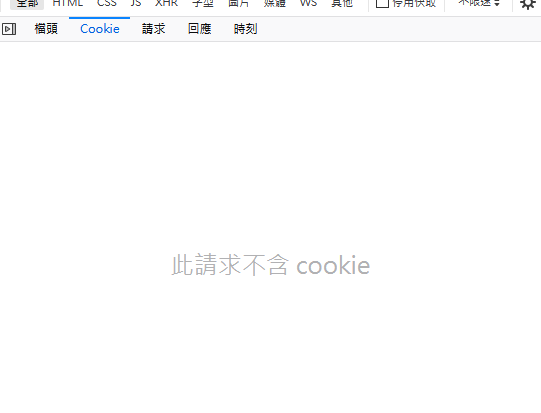 全部 HTML CSS JS XHR 字型 圖片 媒體 WS 其他 停用快取 不限速
檔頭 Cookie 請求 回應 時刻
此請求不含 cookie